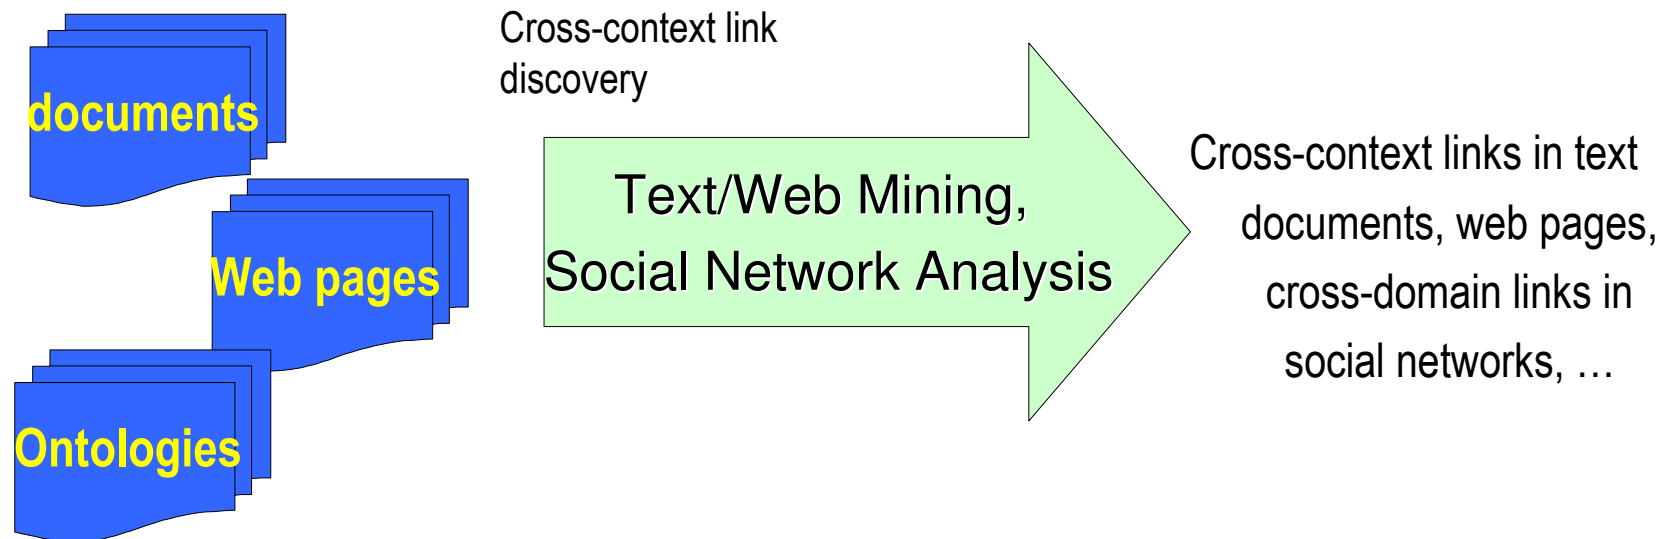 documents
Web pages
Ontologies
Cross-context link
discovery
Text/Web Mining,
Social Network Analysis
Cross-context links in text
documents, web pages,
cross-domain links in
social networks, …